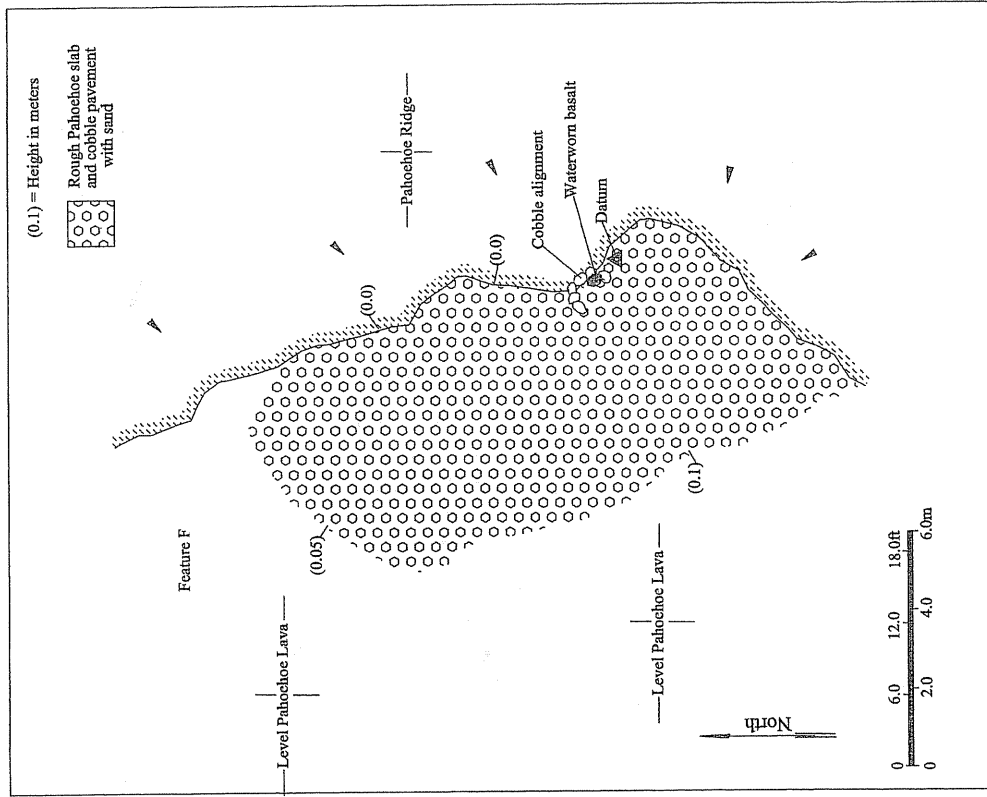 (0.1) = Height in meters
Rough Pahoehoe slab
and cobble pavement
with sand
Pahoehoe Ridge
Cobble alignment
Waterworn basalt
Datum
(0.0)
(0.0)
Feature F
(0.05)
(0.1)
Level Pahoehoe Lava
Level Pahoehoe Lava
North
0 6.0 12.0 18.0ft
0 2.0 4.0 6.0m